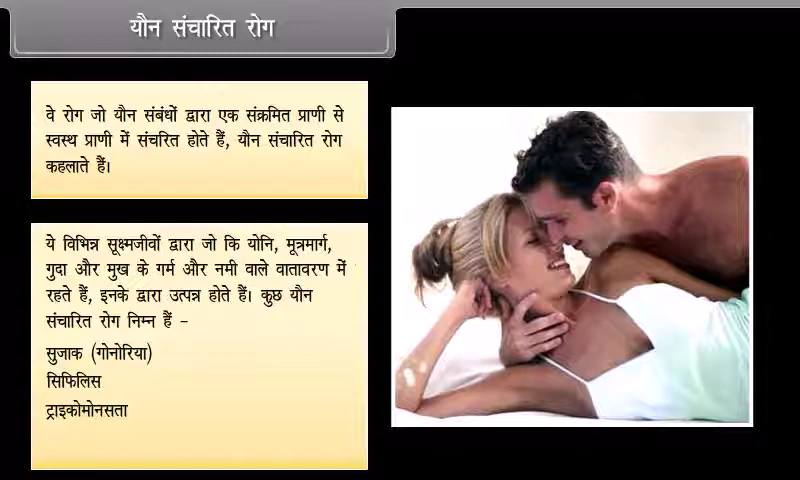 यौन संचारित रोग
वे रोग जो यौन संबंधों द्वारा एक संक्रमित प्राणी से
स्वस्थ प्राणी में संचरित होते हैं, यौन संचारित रोग
कहलाते हैं।
ये विभिन्न सूक्ष्मजीवों द्वारा जो कि योनि, मूत्रमार्ग,
गुदा और मुख के गर्म और नमी वाले वातावरण में
रहते हैं, इनके द्वारा उत्पन्न होते हैं। कुछ यौन
संचारित रोग निम्न हैं -
सुजाक (गोनोरिया)
सिफिलिस
ट्राइकोमोनसता